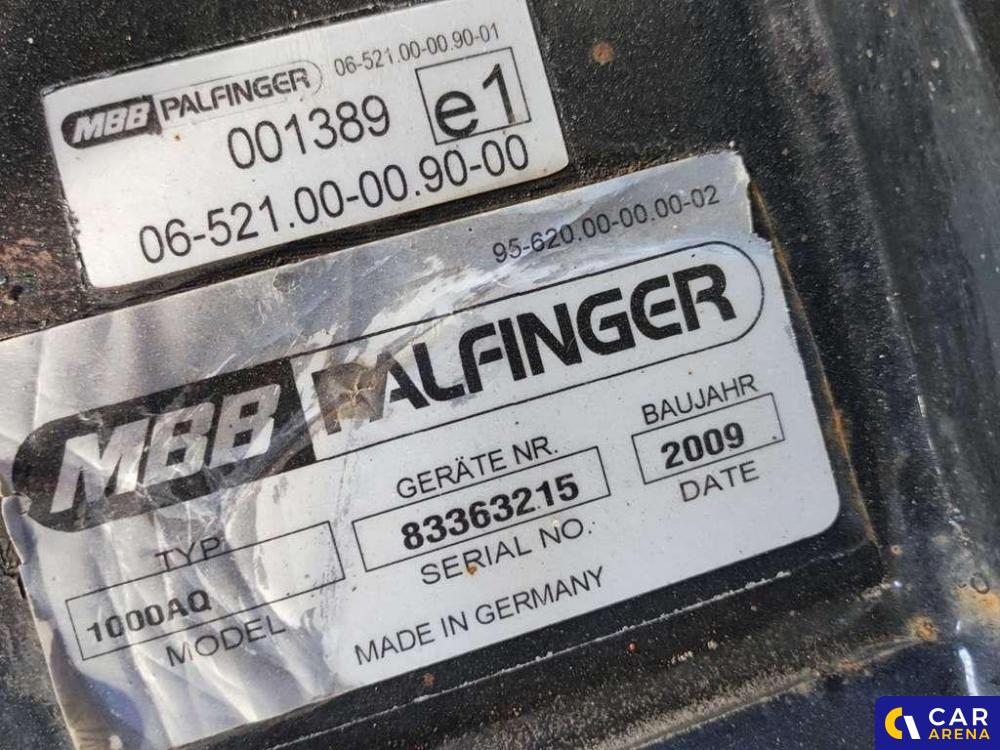 06-521.00-00.90-01
MBB PALFINGER
001389 e1
06-521.00-00.90-00
95-620.00-00.00-02
MBB PALFINGER
TYP GERÄTE NR. BAUJAHR
1000AQ 83363215 2009
MODEL SERIAL NO. DATE
MADE IN GERMANY
CAR
ARENA